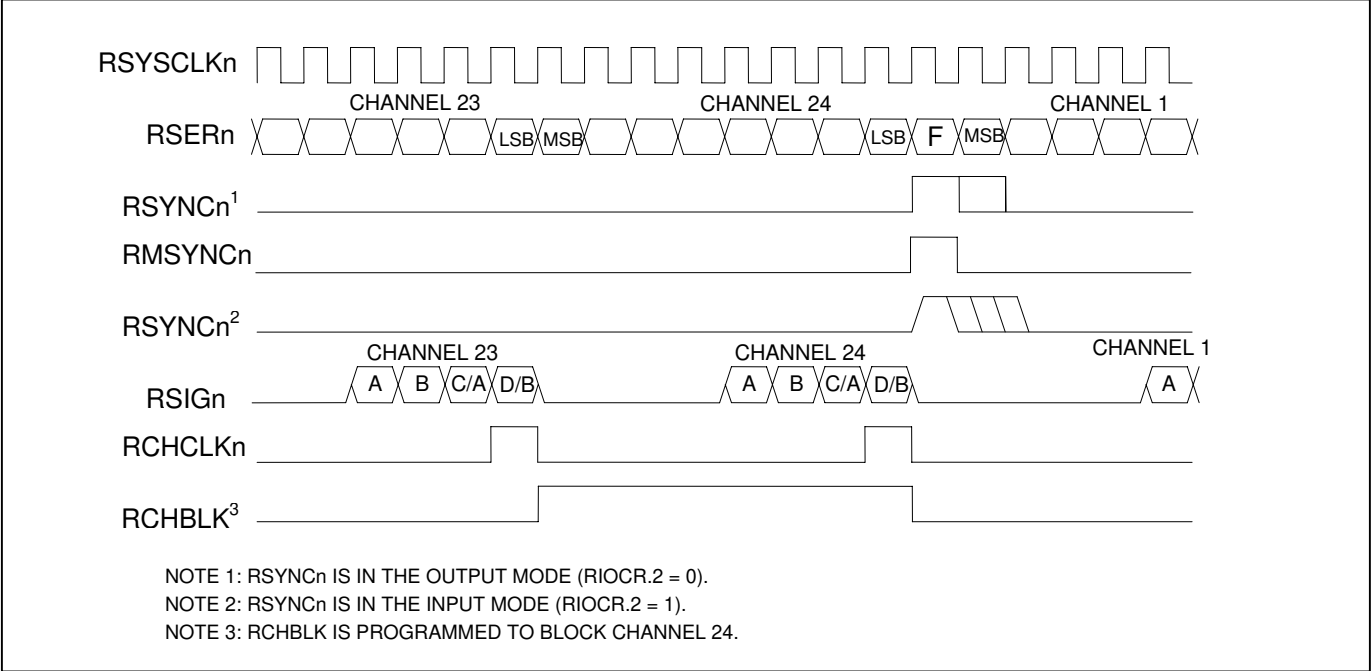 RSYSCLKn
CHANNEL 23 CHANNEL 24 CHANNEL 1
RSERn LSB MSB LSB F MSB
RSYNCn1
RMSYNCn
RSYNCn2
CHANNEL 23 CHANNEL 24 CHANNEL 1
RSIGn A B C/A D/B A B C/A D/B A
RCHCLKn
RCHBLK3
NOTE 1: RSYNCn IS IN THE OUTPUT MODE (RIOCR.2 = 0).
NOTE 2: RSYNCn IS IN THE INPUT MODE (RIOCR.2 = 1).
NOTE 3: RCHBLK IS PROGRAMMED TO BLOCK CHANNEL 24.